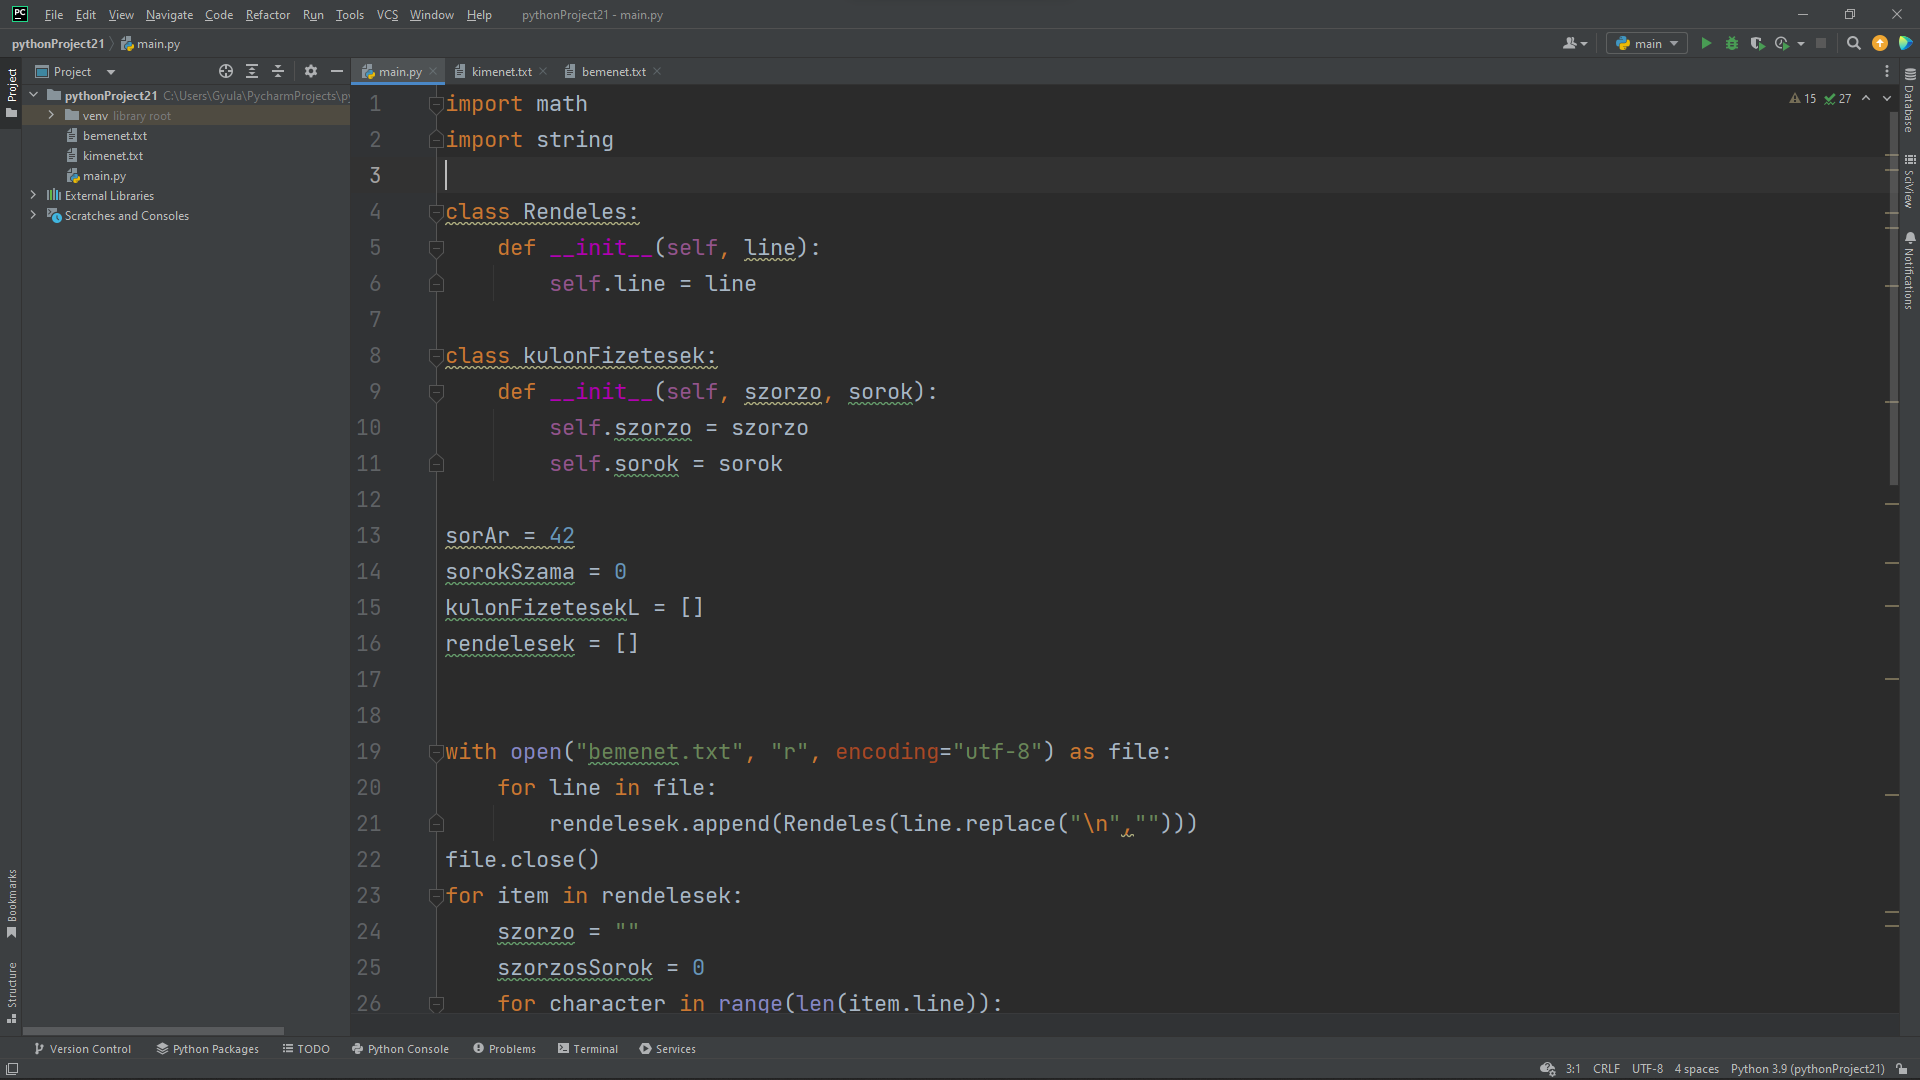 PC File Edit View Navigate Code Refactor Run Tools VCS Window Help pythonProject21 - main.py
pythonProject21 main.py main
Project
main.py kimenet.txt bemenet.txt
Project
pythonProject21 C:\Users\Gyula\PycharmProjects\py
venv library root
bemenet.txt
kimenet.txt
main.py
External Libraries
Scratches and Consoles
15 27
1 import math
2 import string
3
4 class Rendeles:
5 def __init__(self, line):
6 self.line = line
7
8 class kulonFizetesek:
9 def __init__(self, szorzo, sorok):
10 self.szorzo = szorzo
11 self.sorok = sorok
12
13 sorAr = 42
14 sorokSzama = 0
15 kulonFizetesekL = []
16 rendelesek = []
17
18
19 with open("bemenet.txt", "r", encoding="utf-8") as file:
20 for line in file:
21 rendelesek.append(Rendeles(line.replace("\n","")))
22 file.close()
23 for item in rendelesek:
24 szorzo = ""
25 szorzosSorok = 0
26 for character in range(len(item.line)):
Database
SciView
Notifications
Bookmarks
Structure
Version Control Python Packages TODO Python Console Problems Terminal Services
3:1 CRLF UTF-8 4 spaces Python 3.9 (pythonProject21)